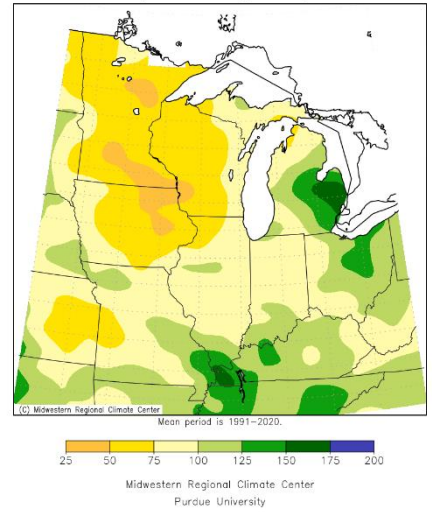 (C) Midwestern Regional Climate Center
Mean period is 1991-2020.
25 50 75 100 125 150 175 200
Midwestern Regional Climate Center
Purdue University